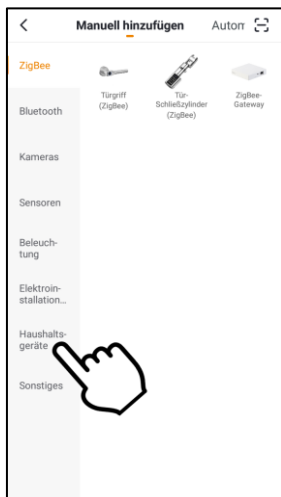 Manuell hinzufügen Autom
ZigBee
Türgriff
(ZigBee)
Tür-
Schließzylinder
(ZigBee)
ZigBee-
Gateway
Bluetooth
Kameras
Sensoren
Beleuch-
tung
Elektroin-
stallation...
Haushalts-
geräte
Sonstiges